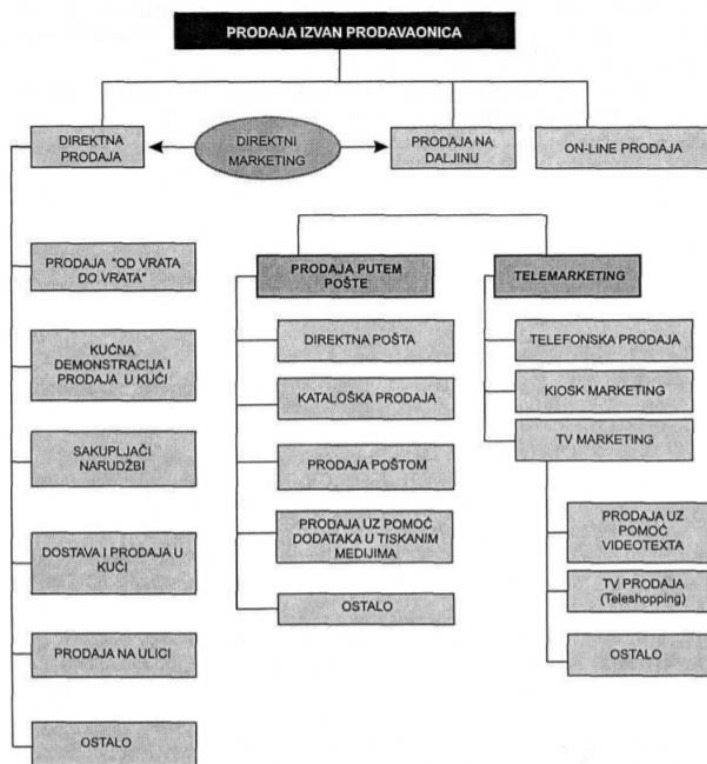 PRODAJA IZVAN PRODAVAONICA
DIREKTNA
PRODAJA
DIREKTNI
MARKETING
PRODAJA NA
DALJINU
ON-LINE PRODAJA
PRODAJA "OD VRATA
DO VRATA"
KUĆNA
DEMONSTRACIJA I
PRODAJA U KUĆI
SAKUPLJAČI
NARUDŽBI
DOSTAVA I PRODAJA U
KUĆI
PRODAJA NA ULICI
OSTALO
PRODAJA PUTEM
POŠTE
DIREKTNA POŠTA
KATALOŠKA PRODAJA
PRODAJA POŠTOM
PRODAJA UZ POMOĆ
DODATAKA U TISKANIM
MEDIJIMA
OSTALO
TELEMARKETING
TELEFONSKA PRODAJA
KIOSK MARKETING
TV MARKETING
PRODAJA UZ
POMOĆ
VIDEOTEXTA
TV PRODAJA
(Teleshopping)
OSTALO